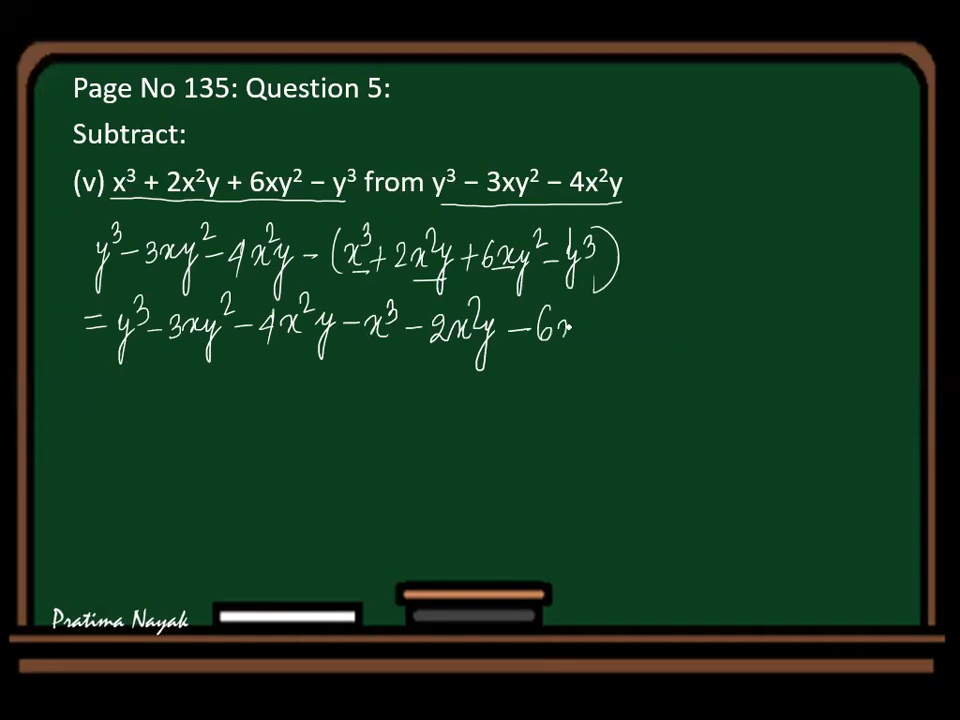 Page No 135: Question 5:
Subtract:
(v) x³ + 2x²y + 6xy² − y³ from y³ − 3xy² − 4x²y
y³ − 3xy² − 4x²y − (x³ + 2x²y + 6xy² − y³)
= y³ − 3xy² − 4x²y − x³ − 2x²y − 6x
Pratima Nayak